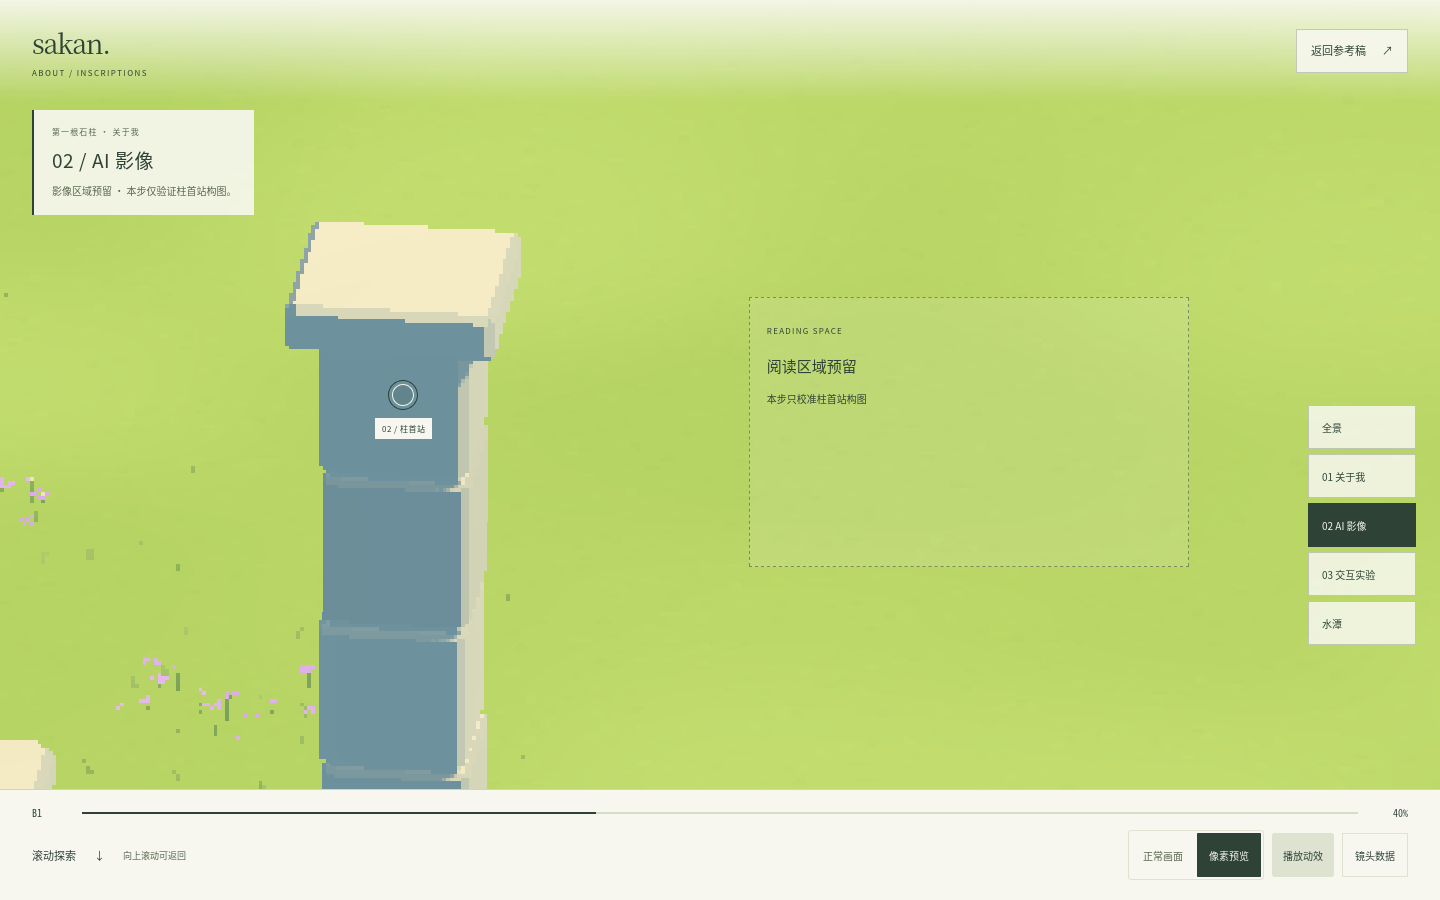 sakan.
ABOUT / INSCRIPTIONS
返回参考稿 ↗
第一根石柱 · 关于我
02 / AI 影像
影像区域预留 · 本步仅验证柱首站构图。
02 / 柱首站
READING SPACE
阅读区域预留
本步只校准柱首站构图
全景
01 关于我
02 AI 影像
03 交互实验
水潭
B1
40%
滚动探索 ↓ 向上滚动可返回
正常画面
像素预览
播放动效
镜头数据